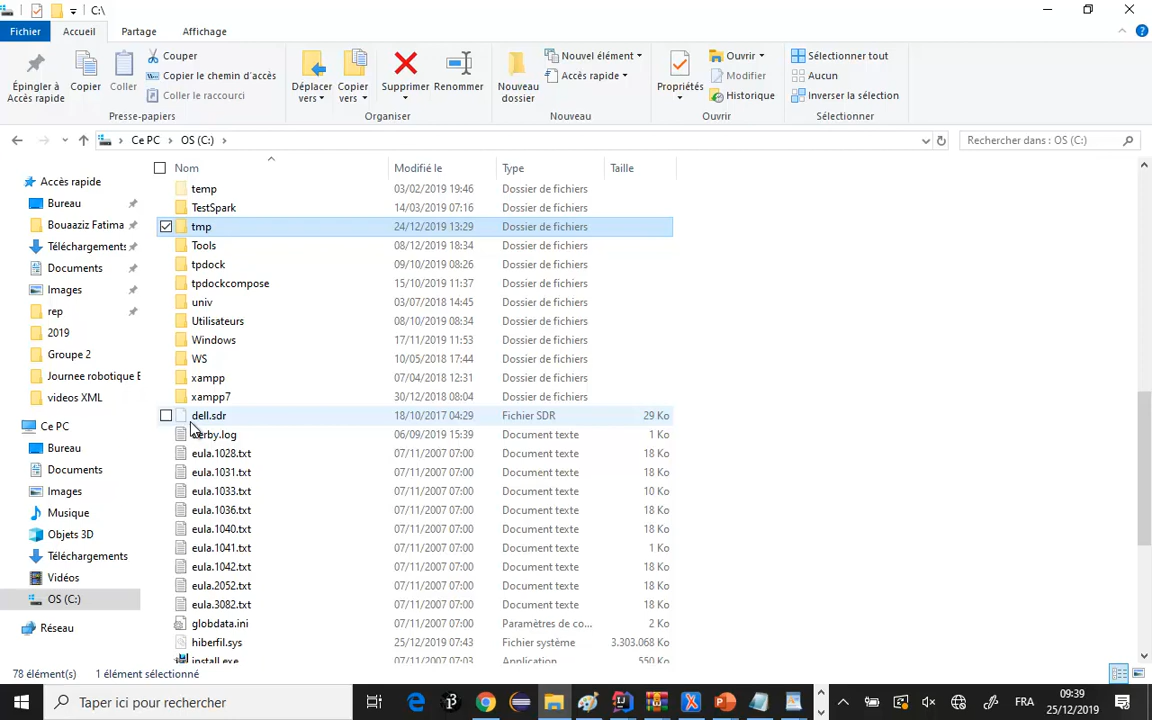 C:\
Fichier Accueil Partage Affichage
Épingler à Accès rapide
Copier
Coller
Couper
Copier le chemin d'accès
Coller le raccourci
Presse-papiers
Déplacer vers
Copier vers
Supprimer
Renommer
Organiser
Nouveau dossier
Nouvel élément
Accès rapide
Nouveau
Propriétés
Ouvrir
Modifier
Historique
Ouvrir
Sélectionner tout
Aucun
Inverser la sélection
Sélectionner
Ce PC > OS (C:) >
Rechercher dans : OS (C:)
Accès rapide
Bureau
Bouaaziz Fatima
Téléchargements
Documents
Images
rep
2019
Groupe 2
Journee robotique E
videos XML
Ce PC
Bureau
Documents
Images
Musique
Objets 3D
Téléchargements
Vidéos
OS (C:)
Réseau
Nom Modifié le Type Taille
temp 03/02/2019 19:46 Dossier de fichiers
TestSpark 14/03/2019 07:16 Dossier de fichiers
tmp 24/12/2019 13:29 Dossier de fichiers
Tools 08/12/2019 18:34 Dossier de fichiers
tpdock 09/10/2019 08:26 Dossier de fichiers
tpdockcompose 15/10/2019 11:37 Dossier de fichiers
univ 03/07/2018 14:45 Dossier de fichiers
Utilisateurs 08/10/2019 08:34 Dossier de fichiers
Windows 17/11/2019 11:53 Dossier de fichiers
WS 10/05/2018 17:44 Dossier de fichiers
xampp 07/04/2018 12:31 Dossier de fichiers
xampp7 30/12/2018 08:04 Dossier de fichiers
dell.sdr 18/10/2017 04:29 Fichier SDR 29 Ko
derby.log 06/09/2019 15:39 Document texte 1 Ko
eula.1028.txt 07/11/2007 07:00 Document texte 18 Ko
eula.1031.txt 07/11/2007 07:00 Document texte 18 Ko
eula.1033.txt 07/11/2007 07:00 Document texte 10 Ko
eula.1036.txt 07/11/2007 07:00 Document texte 18 Ko
eula.1040.txt 07/11/2007 07:00 Document texte 18 Ko
eula.1041.txt 07/11/2007 07:00 Document texte 1 Ko
eula.1042.txt 07/11/2007 07:00 Document texte 18 Ko
eula.2052.txt 07/11/2007 07:00 Document texte 18 Ko
eula.3082.txt 07/11/2007 07:00 Document texte 18 Ko
globdata.ini 07/11/2007 07:00 Paramètres de co... 2 Ko
hiberfil.sys 25/12/2019 07:43 Fichier système 3.303.068 Ko
install.exe 07/11/2007 07:03 Application 550 Ko
78 élément(s) 1 élément sélectionné
Taper ici pour rechercher
FRA
09:39
25/12/2019